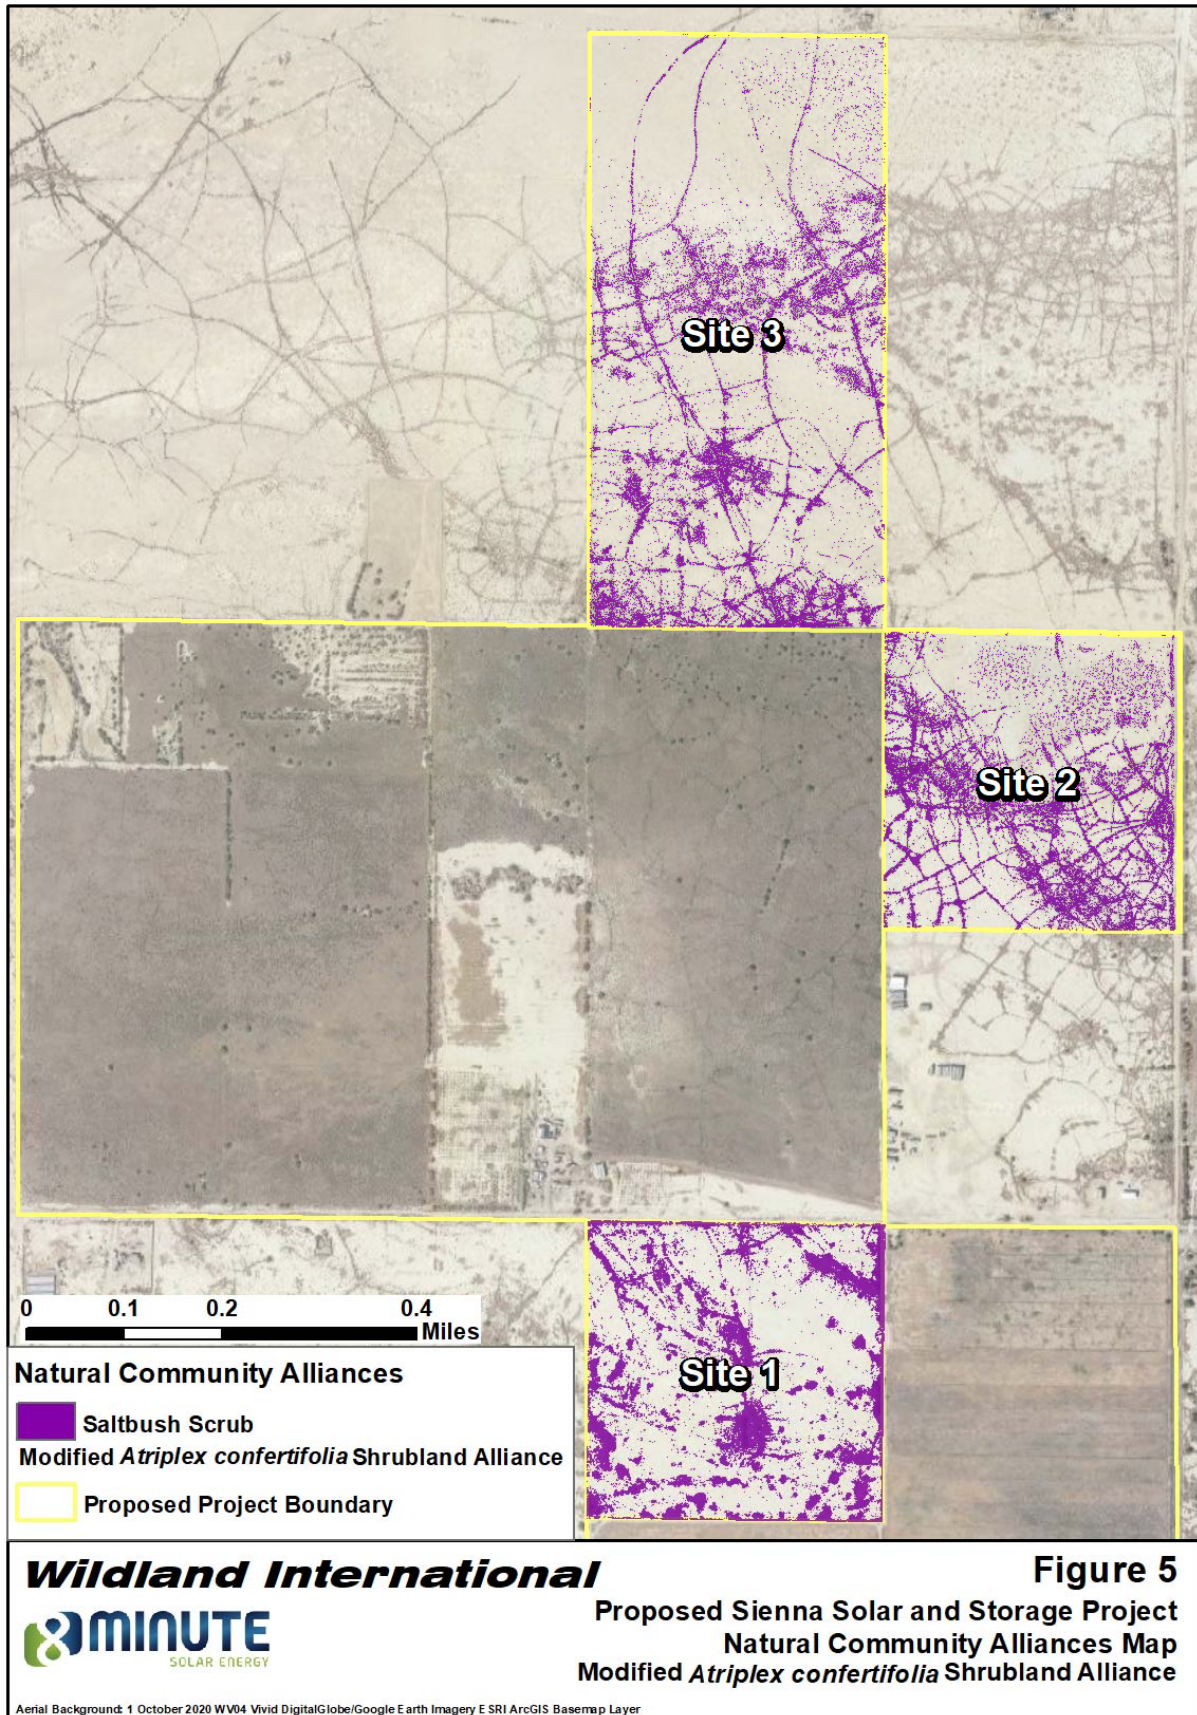 Site 3
Site 2
Site 1
0 0.1 0.2 0.4
Miles
Natural Community Alliances
Saltbush Scrub
Modified Atriplex confertifolia Shrubland Alliance
Proposed Project Boundary
Wildland International
8MINUTE
SOLAR ENERGY
Figure 5
Proposed Sienna Solar and Storage Project
Natural Community Alliances Map
Modified Atriplex confertifolia Shrubland Alliance
Aerial Background: 1 October 2020 WV04 Vivid DigitalGlobe/Google Earth Imagery ESRI ArcGIS Basemap Layer